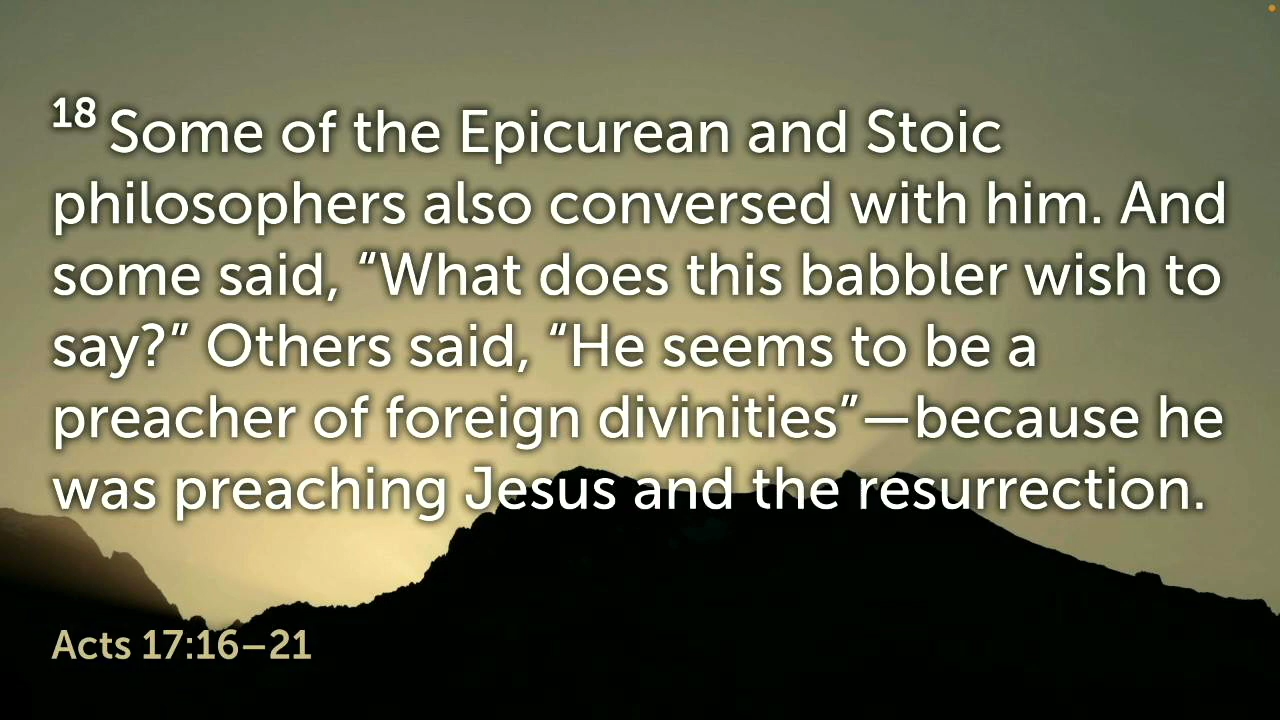 18 Some of the Epicurean and Stoic
philosophers also conversed with him. And
some said, “What does this babbler wish to
say?” Others said, “He seems to be a
preacher of foreign divinities”—because he
was preaching Jesus and the resurrection.
Acts 17:16–21